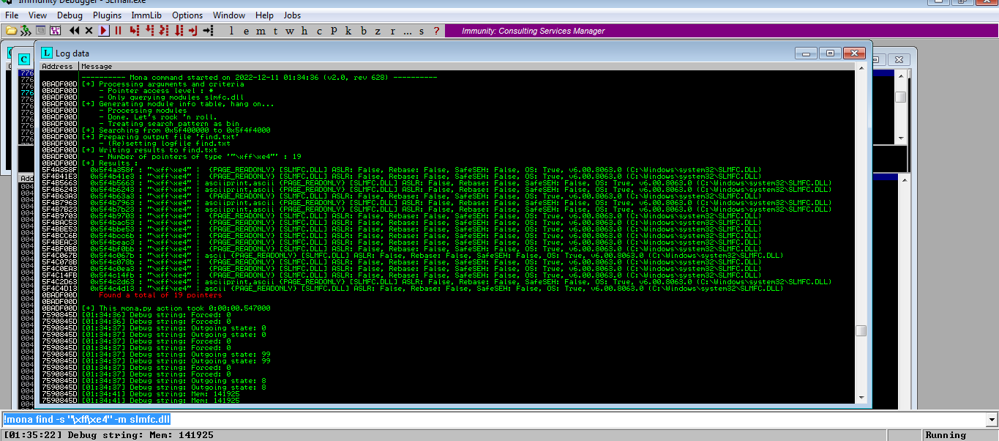 Immunity Debugger - SLmail.exe
File View Debug Plugins ImmLib Options Window Help Jobs
l e m t w h c P k b z r ... s ? Immunity: Consulting Services Manager
L Log data
C
Address Message
---------- Mona command started on 2022-12-11 01:34:36 (v2.0, rev 628) ----------
0BADF00D [+] Processing arguments and criteria
0BADF00D - Pointer access level : *
0BADF00D - Only querying modules slmfc.dll
0BADF00D [+] Generating module info table, hang on...
0BADF00D - Processing modules
0BADF00D - Done. Let's rock 'n roll.
0BADF00D - Treating search pattern as bin
0BADF00D [+] Searching from 0x5f400000 to 0x5f4f4000
0BADF00D [+] Preparing output file 'find.txt'
0BADF00D - (Re)setting logfile find.txt
0BADF00D [+] Writing results to find.txt
0BADF00D - Number of pointers of type '"\xff\xe4"' : 19
0BADF00D [+] Results :
5F4A358F 0x5f4a358f : "\xff\xe4" | {PAGE_READONLY} [SLMFC.DLL] ASLR: False, Rebase: False, SafeSEH: False, OS: True, v6.00.8063.0 (C:\Windows\system32\SLMFC.DLL)
5F4B41E3 0x5f4b41e3 : "\xff\xe4" | {PAGE_READONLY} [SLMFC.DLL] ASLR: False, Rebase: False, SafeSEH: False, OS: True, v6.00.8063.0 (C:\Windows\system32\SLMFC.DLL)
5F4B5663 0x5f4b5663 : "\xff\xe4" | asciiprint,ascii {PAGE_READONLY} [SLMFC.DLL] ASLR: False, Rebase: False, SafeSEH: False, OS: True, v6.00.8063.0 (C:\Windows\system32\SLMFC.DLL)
5F4B6243 0x5f4b6243 : "\xff\xe4" | asciiprint,ascii {PAGE_READONLY} [SLMFC.DLL] ASLR: False, Rebase: False, SafeSEH: False, OS: True, v6.00.8063.0 (C:\Windows\system32\SLMFC.DLL)
5F4B63A3 0x5f4b63a3 : "\xff\xe4" | {PAGE_READONLY} [SLMFC.DLL] ASLR: False, Rebase: False, SafeSEH: False, OS: True, v6.00.8063.0 (C:\Windows\system32\SLMFC.DLL)
5F4B7963 0x5f4b7963 : "\xff\xe4" | asciiprint,ascii {PAGE_READONLY} [SLMFC.DLL] ASLR: False, Rebase: False, SafeSEH: False, OS: True, v6.00.8063.0 (C:\Windows\system32\SLMFC.DLL)
5F4B7B23 0x5f4b7b23 : "\xff\xe4" | asciiprint,ascii {PAGE_READONLY} [SLMFC.DLL] ASLR: False, Rebase: False, SafeSEH: False, OS: True, v6.00.8063.0 (C:\Windows\system32\SLMFC.DLL)
5F4B9703 0x5f4b9703 : "\xff\xe4" | {PAGE_READONLY} [SLMFC.DLL] ASLR: False, Rebase: False, SafeSEH: False, OS: True, v6.00.8063.0 (C:\Windows\system32\SLMFC.DLL)
5F4BAC53 0x5f4bac53 : "\xff\xe4" | {PAGE_READONLY} [SLMFC.DLL] ASLR: False, Rebase: False, SafeSEH: False, OS: True, v6.00.8063.0 (C:\Windows\system32\SLMFC.DLL)
5F4BBE53 0x5f4bbe53 : "\xff\xe4" | {PAGE_READONLY} [SLMFC.DLL] ASLR: False, Rebase: False, SafeSEH: False, OS: True, v6.00.8063.0 (C:\Windows\system32\SLMFC.DLL)
5F4BCC6B 0x5f4bcc6b : "\xff\xe4" | {PAGE_READONLY} [SLMFC.DLL] ASLR: False, Rebase: False, SafeSEH: False, OS: True, v6.00.8063.0 (C:\Windows\system32\SLMFC.DLL)
5F4BEAC3 0x5f4beac3 : "\xff\xe4" | {PAGE_READONLY} [SLMFC.DLL] ASLR: False, Rebase: False, SafeSEH: False, OS: True, v6.00.8063.0 (C:\Windows\system32\SLMFC.DLL)
5F4BF0BB 0x5f4bf0bb : "\xff\xe4" | {PAGE_READONLY} [SLMFC.DLL] ASLR: False, Rebase: False, SafeSEH: False, OS: True, v6.00.8063.0 (C:\Windows\system32\SLMFC.DLL)
5F4C067B 0x5f4c067b : "\xff\xe4" | ascii {PAGE_READONLY} [SLMFC.DLL] ASLR: False, Rebase: False, SafeSEH: False, OS: True, v6.00.8063.0 (C:\Windows\system32\SLMFC.DLL)
5F4C078B 0x5f4c078b : "\xff\xe4" | {PAGE_READONLY} [SLMFC.DLL] ASLR: False, Rebase: False, SafeSEH: False, OS: True, v6.00.8063.0 (C:\Windows\system32\SLMFC.DLL)
5F4C0EA3 0x5f4c0ea3 : "\xff\xe4" | {PAGE_READONLY} [SLMFC.DLL] ASLR: False, Rebase: False, SafeSEH: False, OS: True, v6.00.8063.0 (C:\Windows\system32\SLMFC.DLL)
5F4C14FB 0x5f4c14fb : "\xff\xe4" | {PAGE_READONLY} [SLMFC.DLL] ASLR: False, Rebase: False, SafeSEH: False, OS: True, v6.00.8063.0 (C:\Windows\system32\SLMFC.DLL)
5F4C2D63 0x5f4c2d63 : "\xff\xe4" | asciiprint,ascii {PAGE_READONLY} [SLMFC.DLL] ASLR: False, Rebase: False, SafeSEH: False, OS: True, v6.00.8063.0 (C:\Windows\system32\SLMFC.DLL)
5F4C4D13 0x5f4c4d13 : "\xff\xe4" | ascii {PAGE_READONLY} [SLMFC.DLL] ASLR: False, Rebase: False, SafeSEH: False, OS: True, v6.00.8063.0 (C:\Windows\system32\SLMFC.DLL)
0BADF00D Found a total of 19 pointers
0BADF00D
0BADF00D [+] This mona.py action took 0:00:00.547000
7590845D [01:34:36] Debug string: Forced: 0
7590845D [01:34:36] Debug string: Forced: 0
7590845D [01:34:37] Debug string: Outgoing state: 0
7590845D [01:34:37] Debug string: Outgoing state: 0
7590845D [01:34:37] Debug string: Forced: 0
7590845D [01:34:37] Debug string: Forced: 0
7590845D [01:34:37] Debug string: Outgoing state: 99
7590845D [01:34:37] Debug string: Outgoing state: 99
7590845D [01:34:37] Debug string: Forced: 0
7590845D [01:34:37] Debug string: Forced: 0
7590845D [01:34:37] Debug string: Outgoing state: 8
7590845D [01:34:37] Debug string: Outgoing state: 8
7590845D [01:34:41] Debug string: Mem: 141925
7590845D [01:34:41] Debug string: Mem: 141925
!mona find -s "\xff\xe4" -m slmfc.dll
[01:35:22] Debug string: Mem: 141925 Running